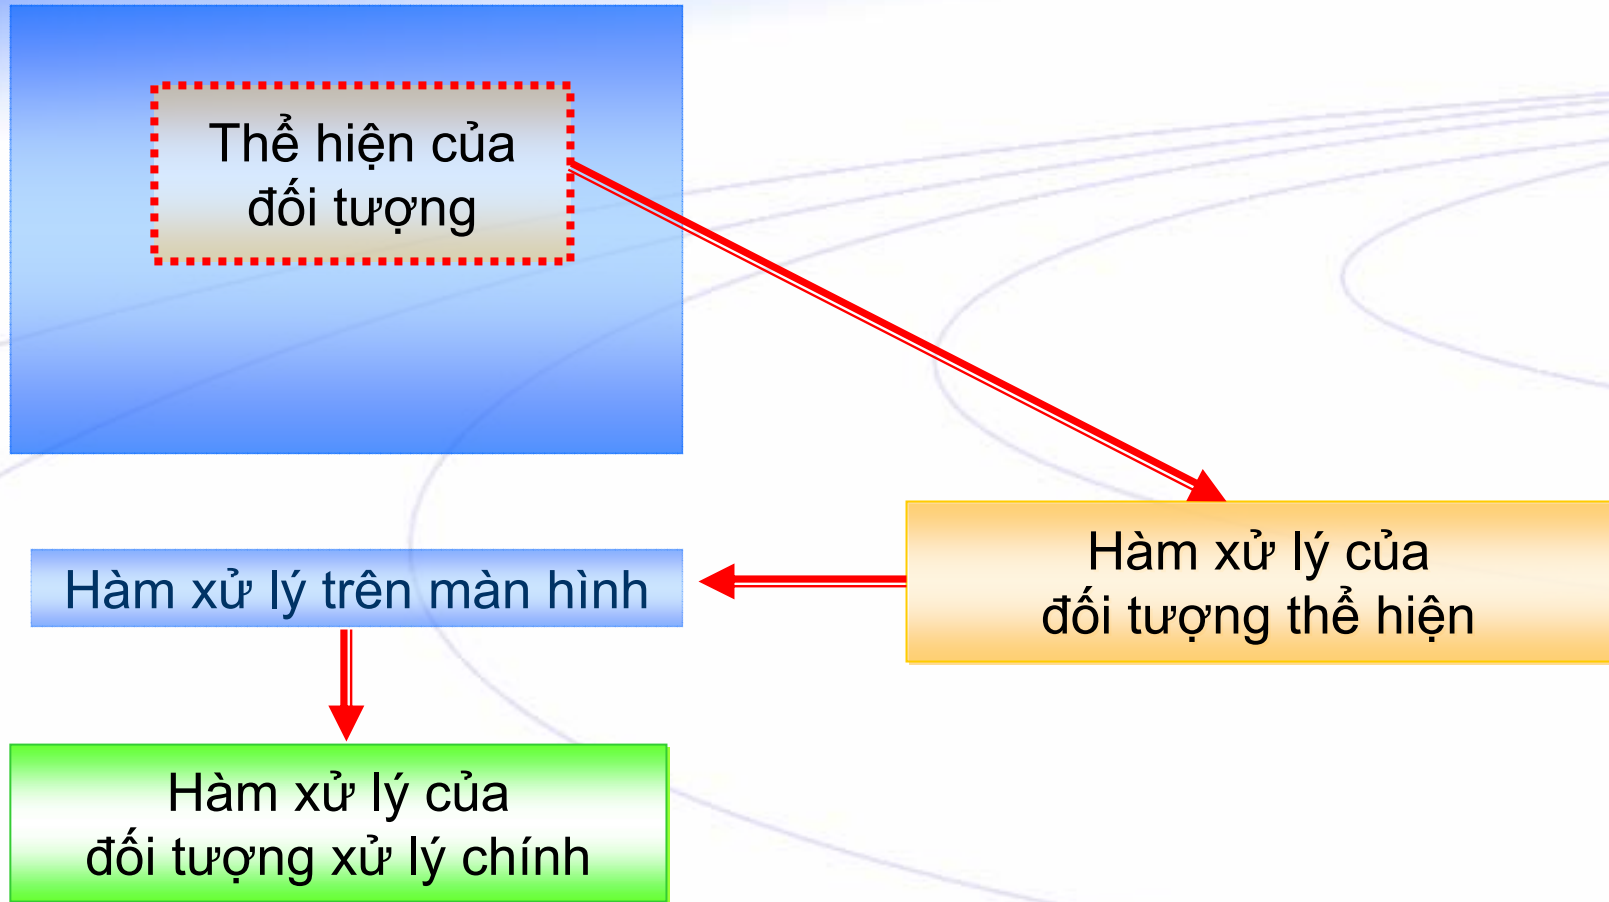 Thể hiện của
đối tượng
Hàm xử lý của
đối tượng thể hiện
Hàm xử lý trên màn hình
Hàm xử lý của
đối tượng xử lý chính